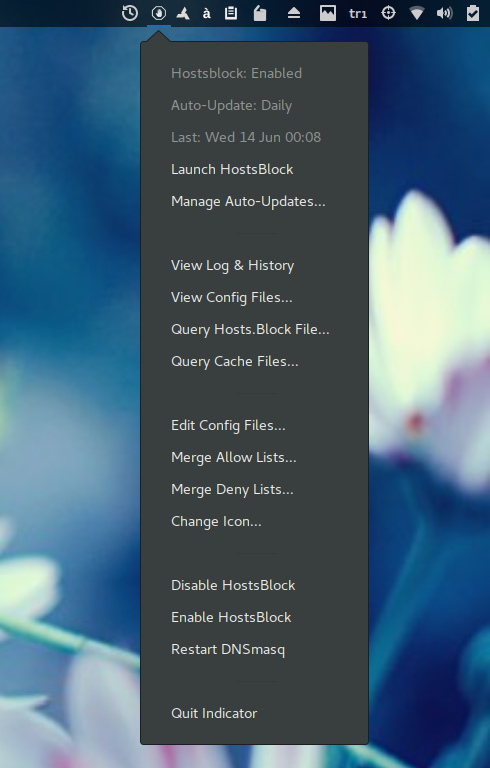 à tr₁
Hostsblock: Enabled
Auto-Update: Daily
Last: Wed 14 Jun 00:08
Launch HostsBlock
Manage Auto-Updates...
View Log & History
View Config Files...
Query Hosts.Block File...
Query Cache Files...
Edit Config Files...
Merge Allow Lists...
Merge Deny Lists...
Change Icon...
Disable HostsBlock
Enable HostsBlock
Restart DNSmasq
Quit Indicator